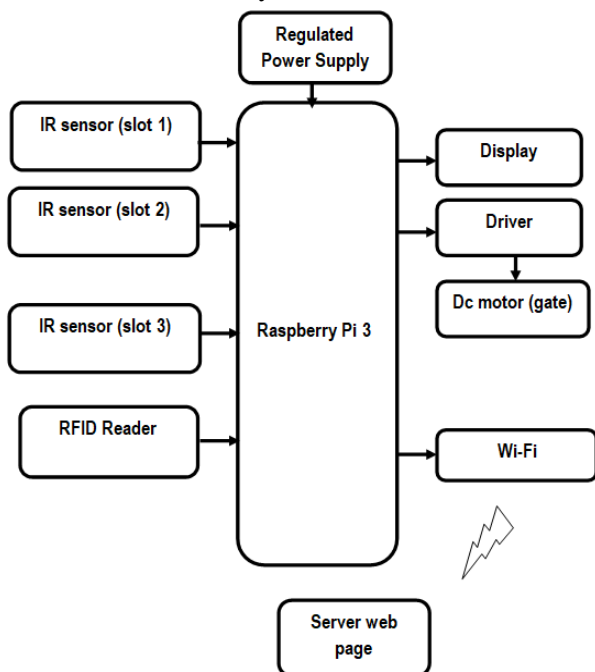 Regulated
Power Supply
IR sensor (slot 1)
IR sensor (slot 2)
IR sensor (slot 3)
RFID Reader
Raspberry Pi 3
Display
Driver
Dc motor (gate)
Wi-Fi
Server web
page